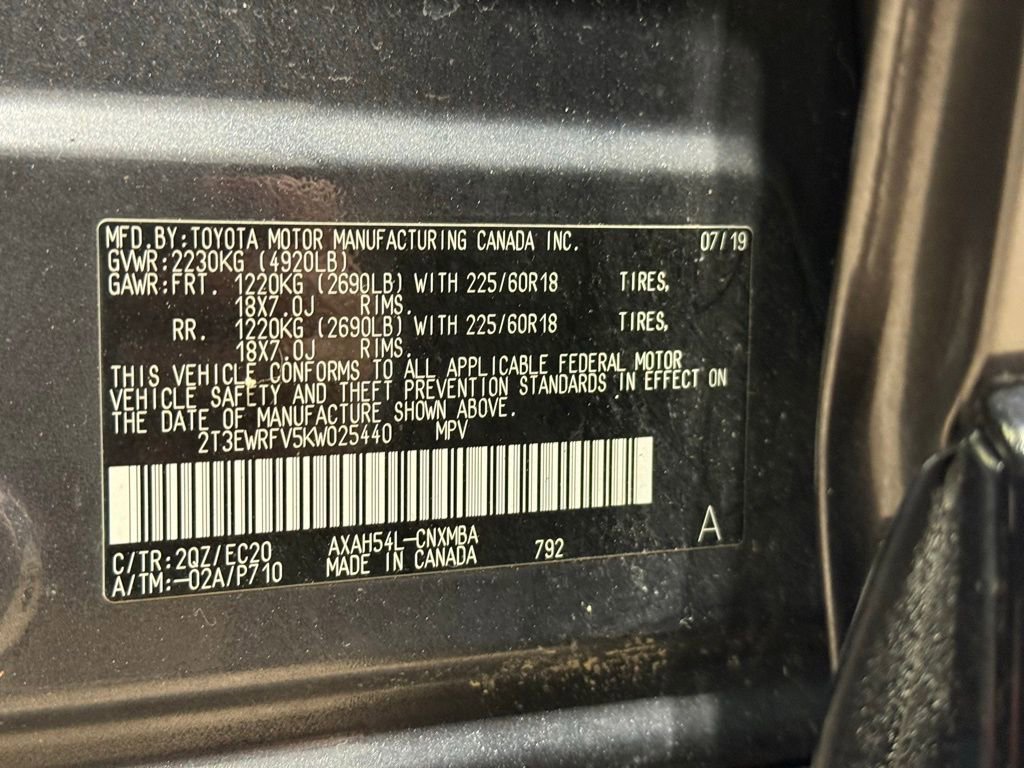 MFD.BY:TOYOTA MOTOR MANUFACTURING CANADA INC. 07/19
GVWR:2230KG (4920LB)
GAWR:FRT. 1220KG (2690LB) WITH 225/60R18 TIRES,
18X7.0J RIMS.
RR. 1220KG (2690LB) WITH 225/60R18 TIRES,
18X7.0J RIMS.
THIS VEHICLE CONFORMS TO ALL APPLICABLE FEDERAL MOTOR
VEHICLE SAFETY AND THEFT PREVENTION STANDARDS IN EFFECT ON
THE DATE OF MANUFACTURE SHOWN ABOVE.
2T3EWRFV5KW025440 MPV
C/TR:2QZ/EC20 AXAH54L-CNXMBA 792 A
A/TM:-02A/P710 MADE IN CANADA